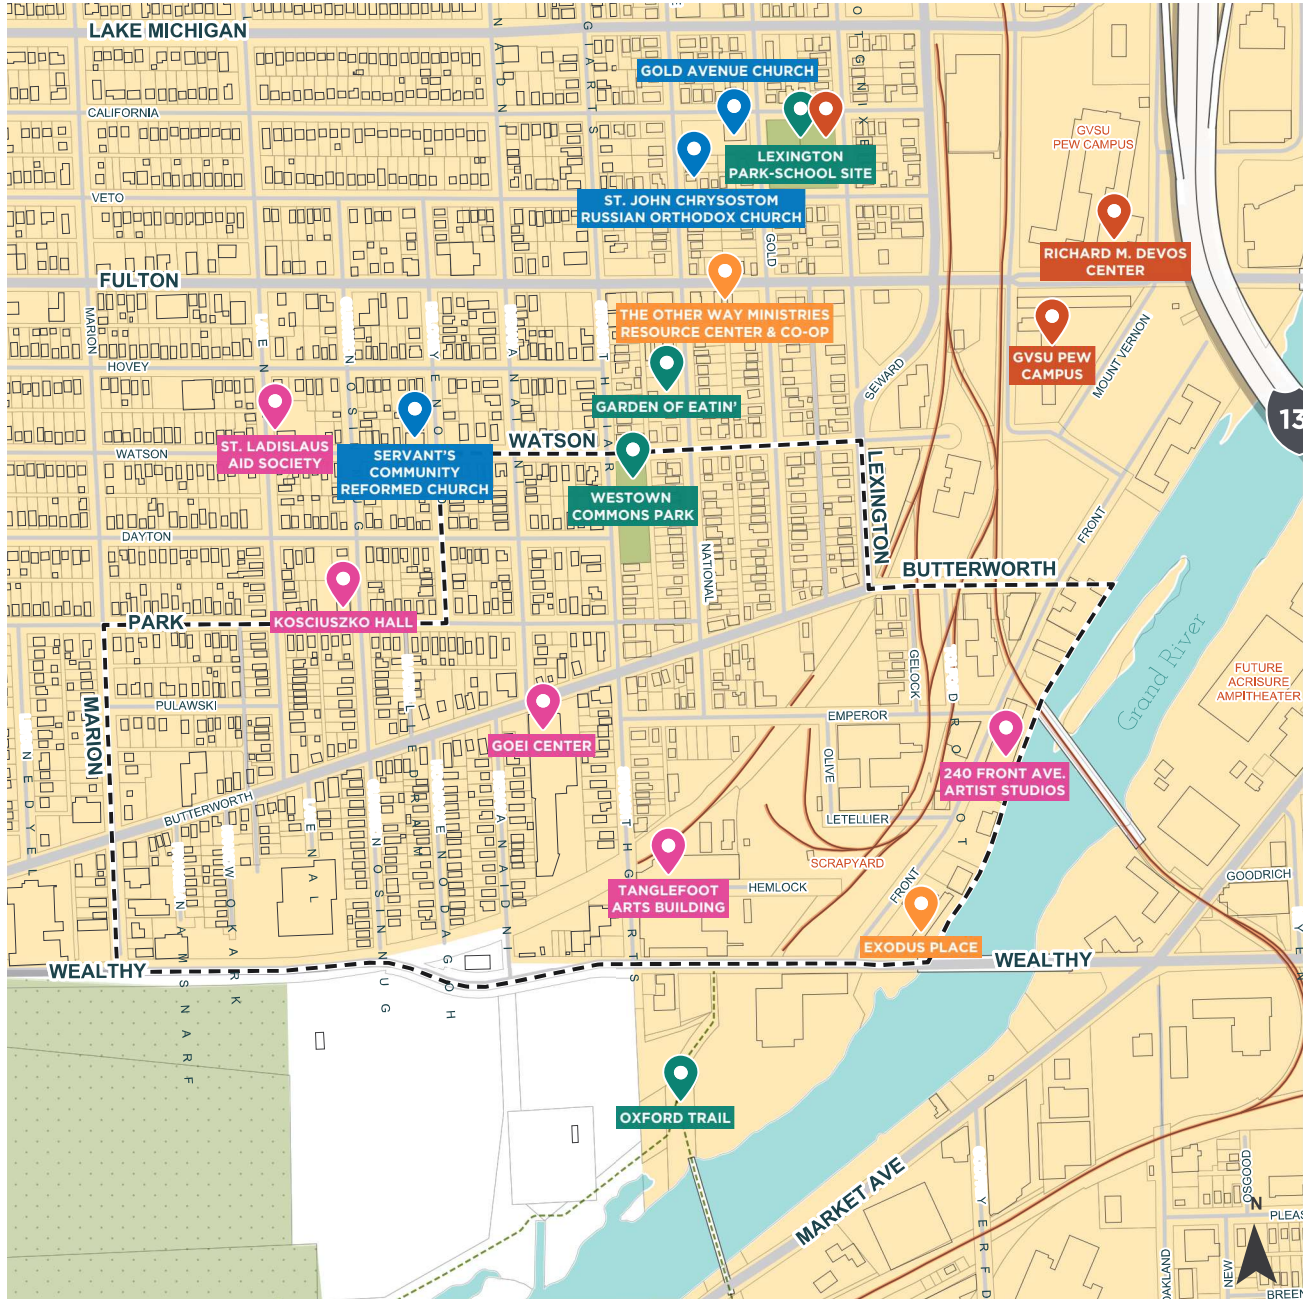 LAKE MICHIGAN
GOLD AVENUE CHURCH
CALIFORNIA
GVSU
PEW CAMPUS
LEXINGTON
PARK-SCHOOL SITE
VETO
ST. JOHN CHRYSOSTOM
RUSSIAN ORTHODOX CHURCH
GOLD
RICHARD M. DEVOS
CENTER
FULTON
THE OTHER WAY MINISTRIES
RESOURCE CENTER & CO-OP
MARION
MOUNT VERNON
GVSU PEW
CAMPUS
HOVEY
SEWARD
GARDEN OF EATIN'
13
WATSON
ST. LADISLAUS
AID SOCIETY
WATSON
SERVANT'S
COMMUNITY
REFORMED CHURCH
LEXINGTON
WESTOWN
COMMONS PARK
FRONT
DAYTON
NATIONAL
BUTTERWORTH
PARK
KOSCIUSZKO HALL
Grand River
GELOCK
FUTURE
ACRISURE
AMPITHEATER
MARION
PULAWSKI
EMPEROR
GOEI CENTER
OLIVE
240 FRONT AVE.
ARTIST STUDIOS
BUTTERWORTH
LETELLIER
SCRAPYARD
TANGLEFOOT
ARTS BUILDING
HEMLOCK
FRONT
GOODRICH
EXODUS PLACE
WEALTHY
WEALTHY
OXFORD TRAIL
MARKET AVE
OSGOOD
N
OAKLAND
NEW